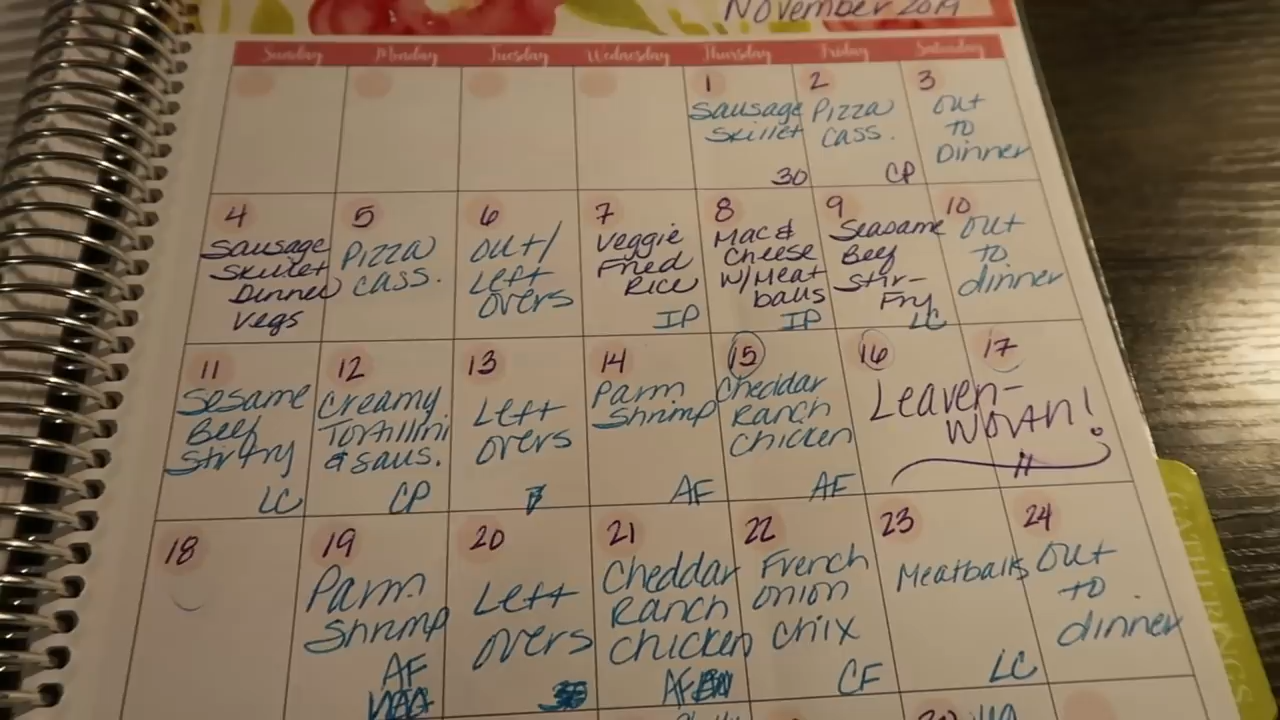 November 2019
Sunday Monday Tuesday Wednesday Thursday Friday Saturday
1
Sausage
Skillet
30
2
Pizza
Cass.
CP
3
Out
To
Dinner
4
Sausage
Skillet
Dinner
Vegs
5
Pizza
Cass.
6
Out/
Left
overs
7
Veggie
Fried
Rice
IP
8
Mac &
Cheese
W/Meat
balls
IP
9
Seasame
Beef
Stir-
Fry
LC
10
Out
To
dinner
11
Sesame
Beef
Stirfry
LC
12
Creamy
Tortillini
& Saus.
CP
13
Left
overs
14
Parm
Shrimp
AF
15
Cheddar
Ranch
Chicken
AF
16
17
Leaven-
Worth!
18
19
Parm
Shrimp
AF
20
Left
overs
21
Cheddar
Ranch
Chicken
AF
22
French
Onion
Chix
CF
23
Meatballs
LC
24
Out
to
dinner
GATHERINGS